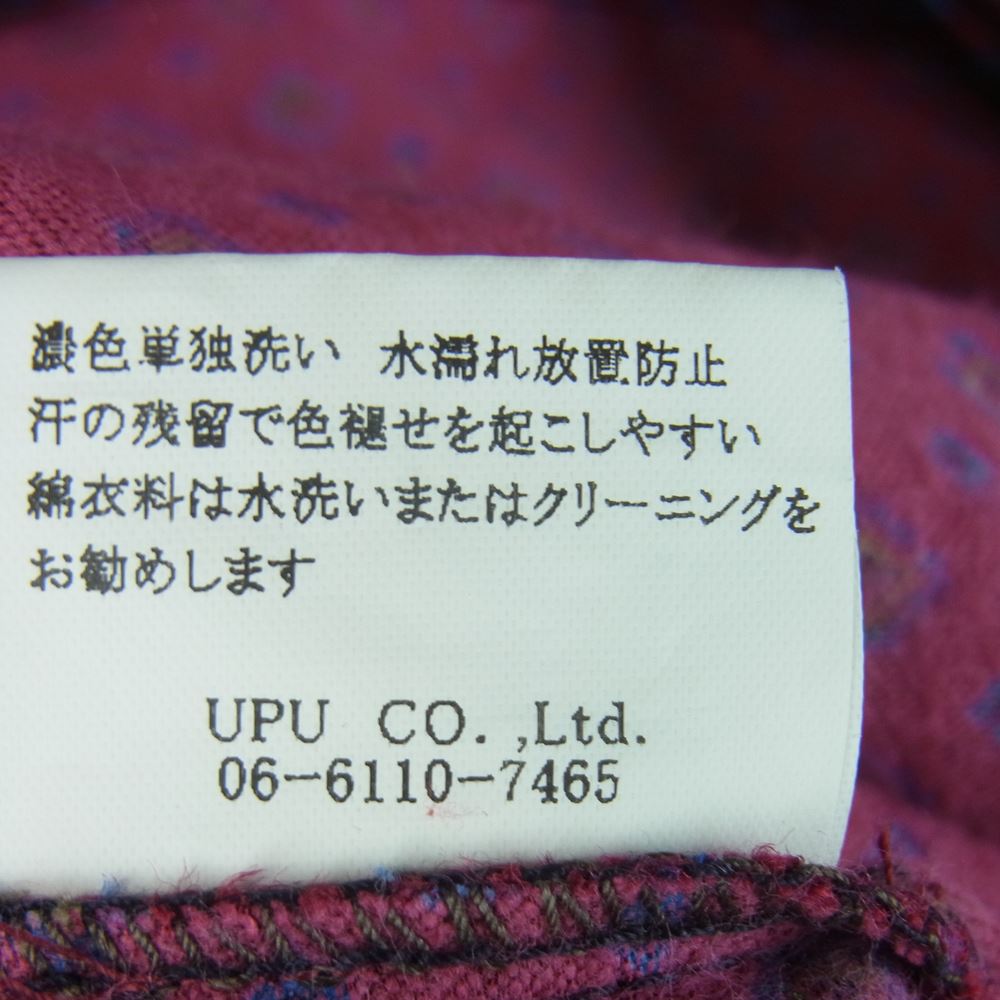 濃色単独洗い 水濡れ放置防止
汗の残留で色褪せを起こしやすい
綿衣料は水洗いまたはクリーニングを
お勧めします
UPU CO.,Ltd.
06-6110-7465